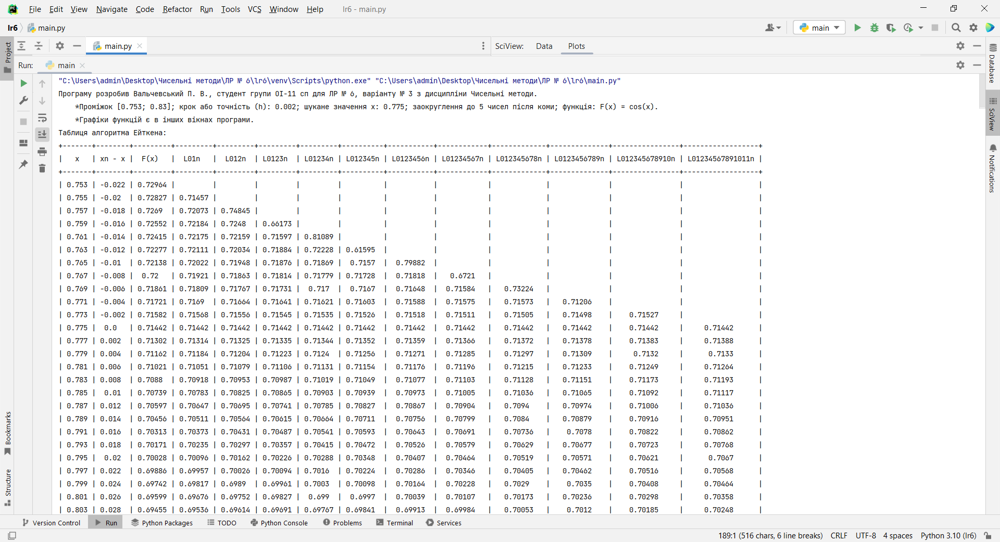 File Edit View Navigate Code Refactor Run Tools VCS Window Help lr6 - main.py
lr6 main.py main
Project main.py SciView: Data Plots
Run: main
"C:\Users\admin\Desktop\Чисельні методи\ЛР № 6\lr6\venv\Scripts\python.exe" "C:\Users\admin\Desktop\Чисельні методи\ЛР № 6\lr6\main.py"
Програму розробив Вальчевський П. В., студент групи ОІ-11 сп для ЛР № 6, варіанту № 3 з дисципліни Чисельні методи.
*Проміжок [0.753; 0.83]; крок або точність (h): 0.002; шукане значення x: 0.775; заокруглення до 5 чисел після коми; функція: F(x) = cos(x).
*Графіки функцій є в інших вікнах програми.
Таблиця алгоритма Ейткена:
+-------+--------+---------+---------+---------+---------+---------+----------+-----------+------------+-------------+--------------+----------------+------------------+
| x | xn - x | F(x) | L01n | L012n | L0123n | L01234n | L012345n | L0123456n | L01234567n | L012345678n | L0123456789n | L012345678910n | L01234567891011n |
+-------+--------+---------+---------+---------+---------+---------+----------+-----------+------------+-------------+--------------+----------------+------------------+
| 0.753 | -0.022 | 0.72964 | | | | | | | | | | | |
| 0.755 | -0.02 | 0.72827 | 0.71457 | | | | | | | | | | |
| 0.757 | -0.018 | 0.7269 | 0.72073 | 0.74845 | | | | | | | | | |
| 0.759 | -0.016 | 0.72552 | 0.72184 | 0.7248 | 0.66173 | | | | | | | | |
| 0.761 | -0.014 | 0.72415 | 0.72175 | 0.72159 | 0.71597 | 0.81089 | | | | | | | |
| 0.763 | -0.012 | 0.72277 | 0.72111 | 0.72034 | 0.71884 | 0.72228 | 0.61595 | | | | | | |
| 0.765 | -0.01 | 0.72138 | 0.72022 | 0.71948 | 0.71876 | 0.71869 | 0.7157 | 0.79882 | | | | | |
| 0.767 | -0.008 | 0.72 | 0.71921 | 0.71863 | 0.71814 | 0.71779 | 0.71728 | 0.71818 | 0.6721 | | | | |
| 0.769 | -0.006 | 0.71861 | 0.71809 | 0.71767 | 0.71731 | 0.717 | 0.7167 | 0.71648 | 0.71584 | 0.73224 | | | |
| 0.771 | -0.004 | 0.71721 | 0.7169 | 0.71664 | 0.71641 | 0.71621 | 0.71603 | 0.71588 | 0.71575 | 0.71573 | 0.71206 | | |
| 0.773 | -0.002 | 0.71582 | 0.71568 | 0.71556 | 0.71545 | 0.71535 | 0.71526 | 0.71518 | 0.71511 | 0.71505 | 0.71498 | 0.71527 | |
| 0.775 | 0.0 | 0.71442 | 0.71442 | 0.71442 | 0.71442 | 0.71442 | 0.71442 | 0.71442 | 0.71442 | 0.71442 | 0.71442 | 0.71442 | 0.71442 |
| 0.777 | 0.002 | 0.71302 | 0.71314 | 0.71325 | 0.71335 | 0.71344 | 0.71352 | 0.71359 | 0.71366 | 0.71372 | 0.71378 | 0.71383 | 0.71388 |
| 0.779 | 0.004 | 0.71162 | 0.71184 | 0.71204 | 0.71223 | 0.7124 | 0.71256 | 0.71271 | 0.71285 | 0.71297 | 0.71309 | 0.7132 | 0.7133 |
| 0.781 | 0.006 | 0.71021 | 0.71051 | 0.71079 | 0.71106 | 0.71131 | 0.71154 | 0.71176 | 0.71196 | 0.71215 | 0.71233 | 0.71249 | 0.71264 |
| 0.783 | 0.008 | 0.7088 | 0.70918 | 0.70953 | 0.70987 | 0.71019 | 0.71049 | 0.71077 | 0.71103 | 0.71128 | 0.71151 | 0.71173 | 0.71193 |
| 0.785 | 0.01 | 0.70739 | 0.70783 | 0.70825 | 0.70865 | 0.70903 | 0.70939 | 0.70973 | 0.71005 | 0.71036 | 0.71065 | 0.71092 | 0.71117 |
| 0.787 | 0.012 | 0.70597 | 0.70647 | 0.70695 | 0.70741 | 0.70785 | 0.70827 | 0.70867 | 0.70904 | 0.7094 | 0.70974 | 0.71006 | 0.71036 |
| 0.789 | 0.014 | 0.70456 | 0.70511 | 0.70564 | 0.70615 | 0.70664 | 0.70711 | 0.70756 | 0.70799 | 0.7084 | 0.70879 | 0.70916 | 0.70951 |
| 0.791 | 0.016 | 0.70313 | 0.70373 | 0.70431 | 0.70487 | 0.70541 | 0.70593 | 0.70643 | 0.70691 | 0.70736 | 0.7078 | 0.70822 | 0.70862 |
| 0.793 | 0.018 | 0.70171 | 0.70235 | 0.70297 | 0.70357 | 0.70415 | 0.70472 | 0.70526 | 0.70579 | 0.70629 | 0.70677 | 0.70723 | 0.70768 |
| 0.795 | 0.02 | 0.70028 | 0.70096 | 0.70162 | 0.70226 | 0.70288 | 0.70348 | 0.70407 | 0.70464 | 0.70519 | 0.70571 | 0.70621 | 0.7067 |
| 0.797 | 0.022 | 0.69886 | 0.69957 | 0.70026 | 0.70094 | 0.7016 | 0.70224 | 0.70286 | 0.70346 | 0.70405 | 0.70462 | 0.70516 | 0.70568 |
| 0.799 | 0.024 | 0.69742 | 0.69817 | 0.6989 | 0.69961 | 0.7003 | 0.70098 | 0.70164 | 0.70228 | 0.7029 | 0.7035 | 0.70408 | 0.70464 |
| 0.801 | 0.026 | 0.69599 | 0.69676 | 0.69752 | 0.69827 | 0.699 | 0.6997 | 0.70039 | 0.70107 | 0.70173 | 0.70236 | 0.70298 | 0.70358 |
| 0.803 | 0.028 | 0.69455 | 0.69536 | 0.69614 | 0.69691 | 0.69767 | 0.69841 | 0.69913 | 0.69984 | 0.70053 | 0.7012 | 0.70185 | 0.70248 |
Bookmarks
Structure
Database
SciView
Notifications
Version Control Run Python Packages TODO Python Console Problems Terminal Services
189:1 (516 chars, 6 line breaks) CRLF UTF-8 4 spaces Python 3.10 (lr6)